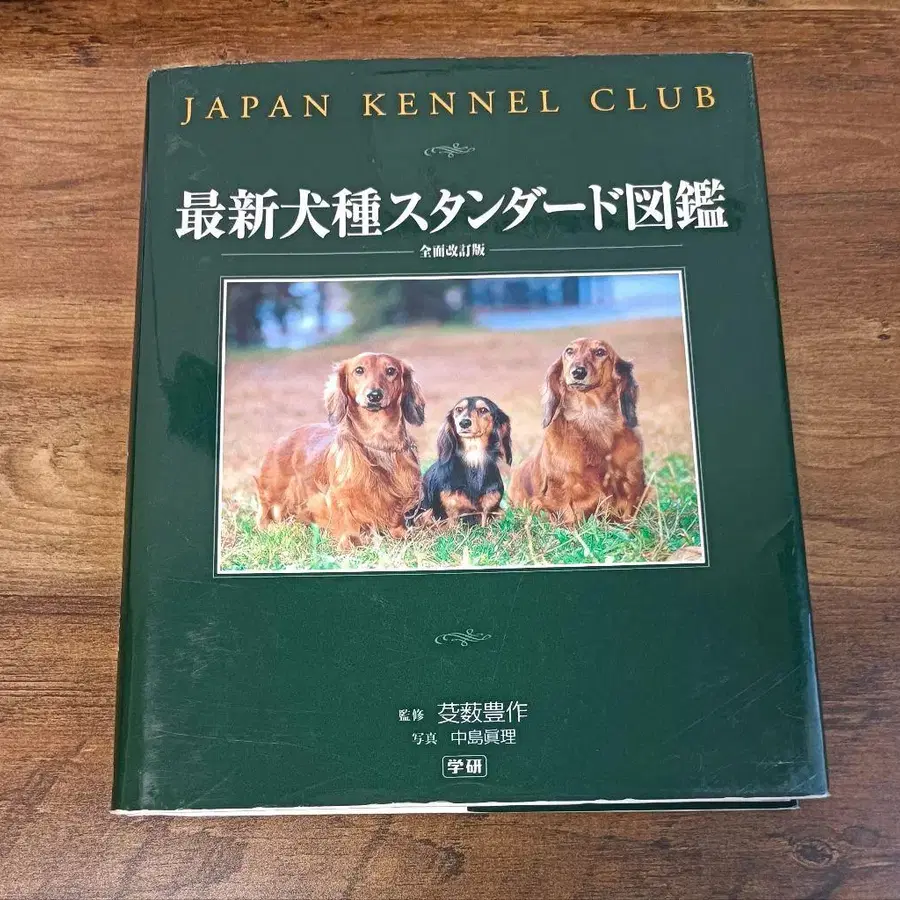 JAPAN KENNEL CLUB
最新犬種スタンダード図鑑
全面改訂版
監修 芟藪豊作
写真 中島眞理
学研